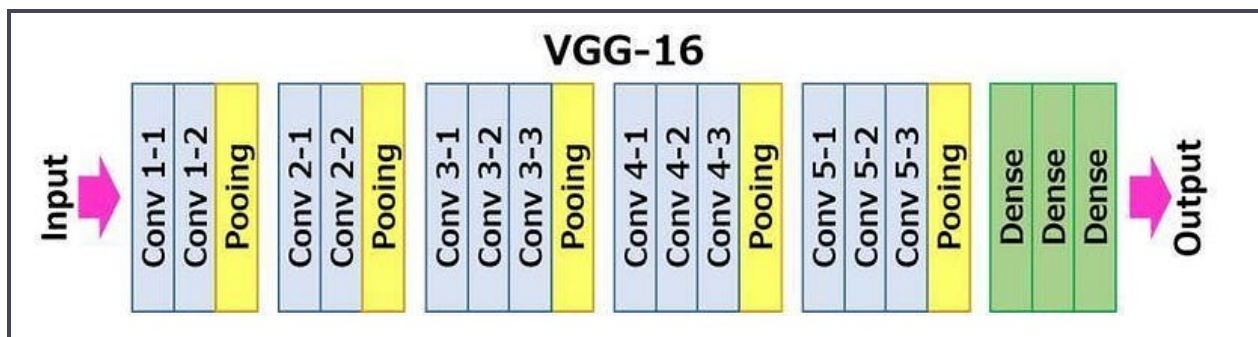 VGG-16
Input
Conv 1-1
Conv 1-2
Pooing
Conv 2-1
Conv 2-2
Pooing
Conv 3-1
Conv 3-2
Conv 3-3
Pooing
Conv 4-1
Conv 4-2
Conv 4-3
Pooing
Conv 5-1
Conv 5-2
Conv 5-3
Pooing
Dense
Dense
Dense
Output